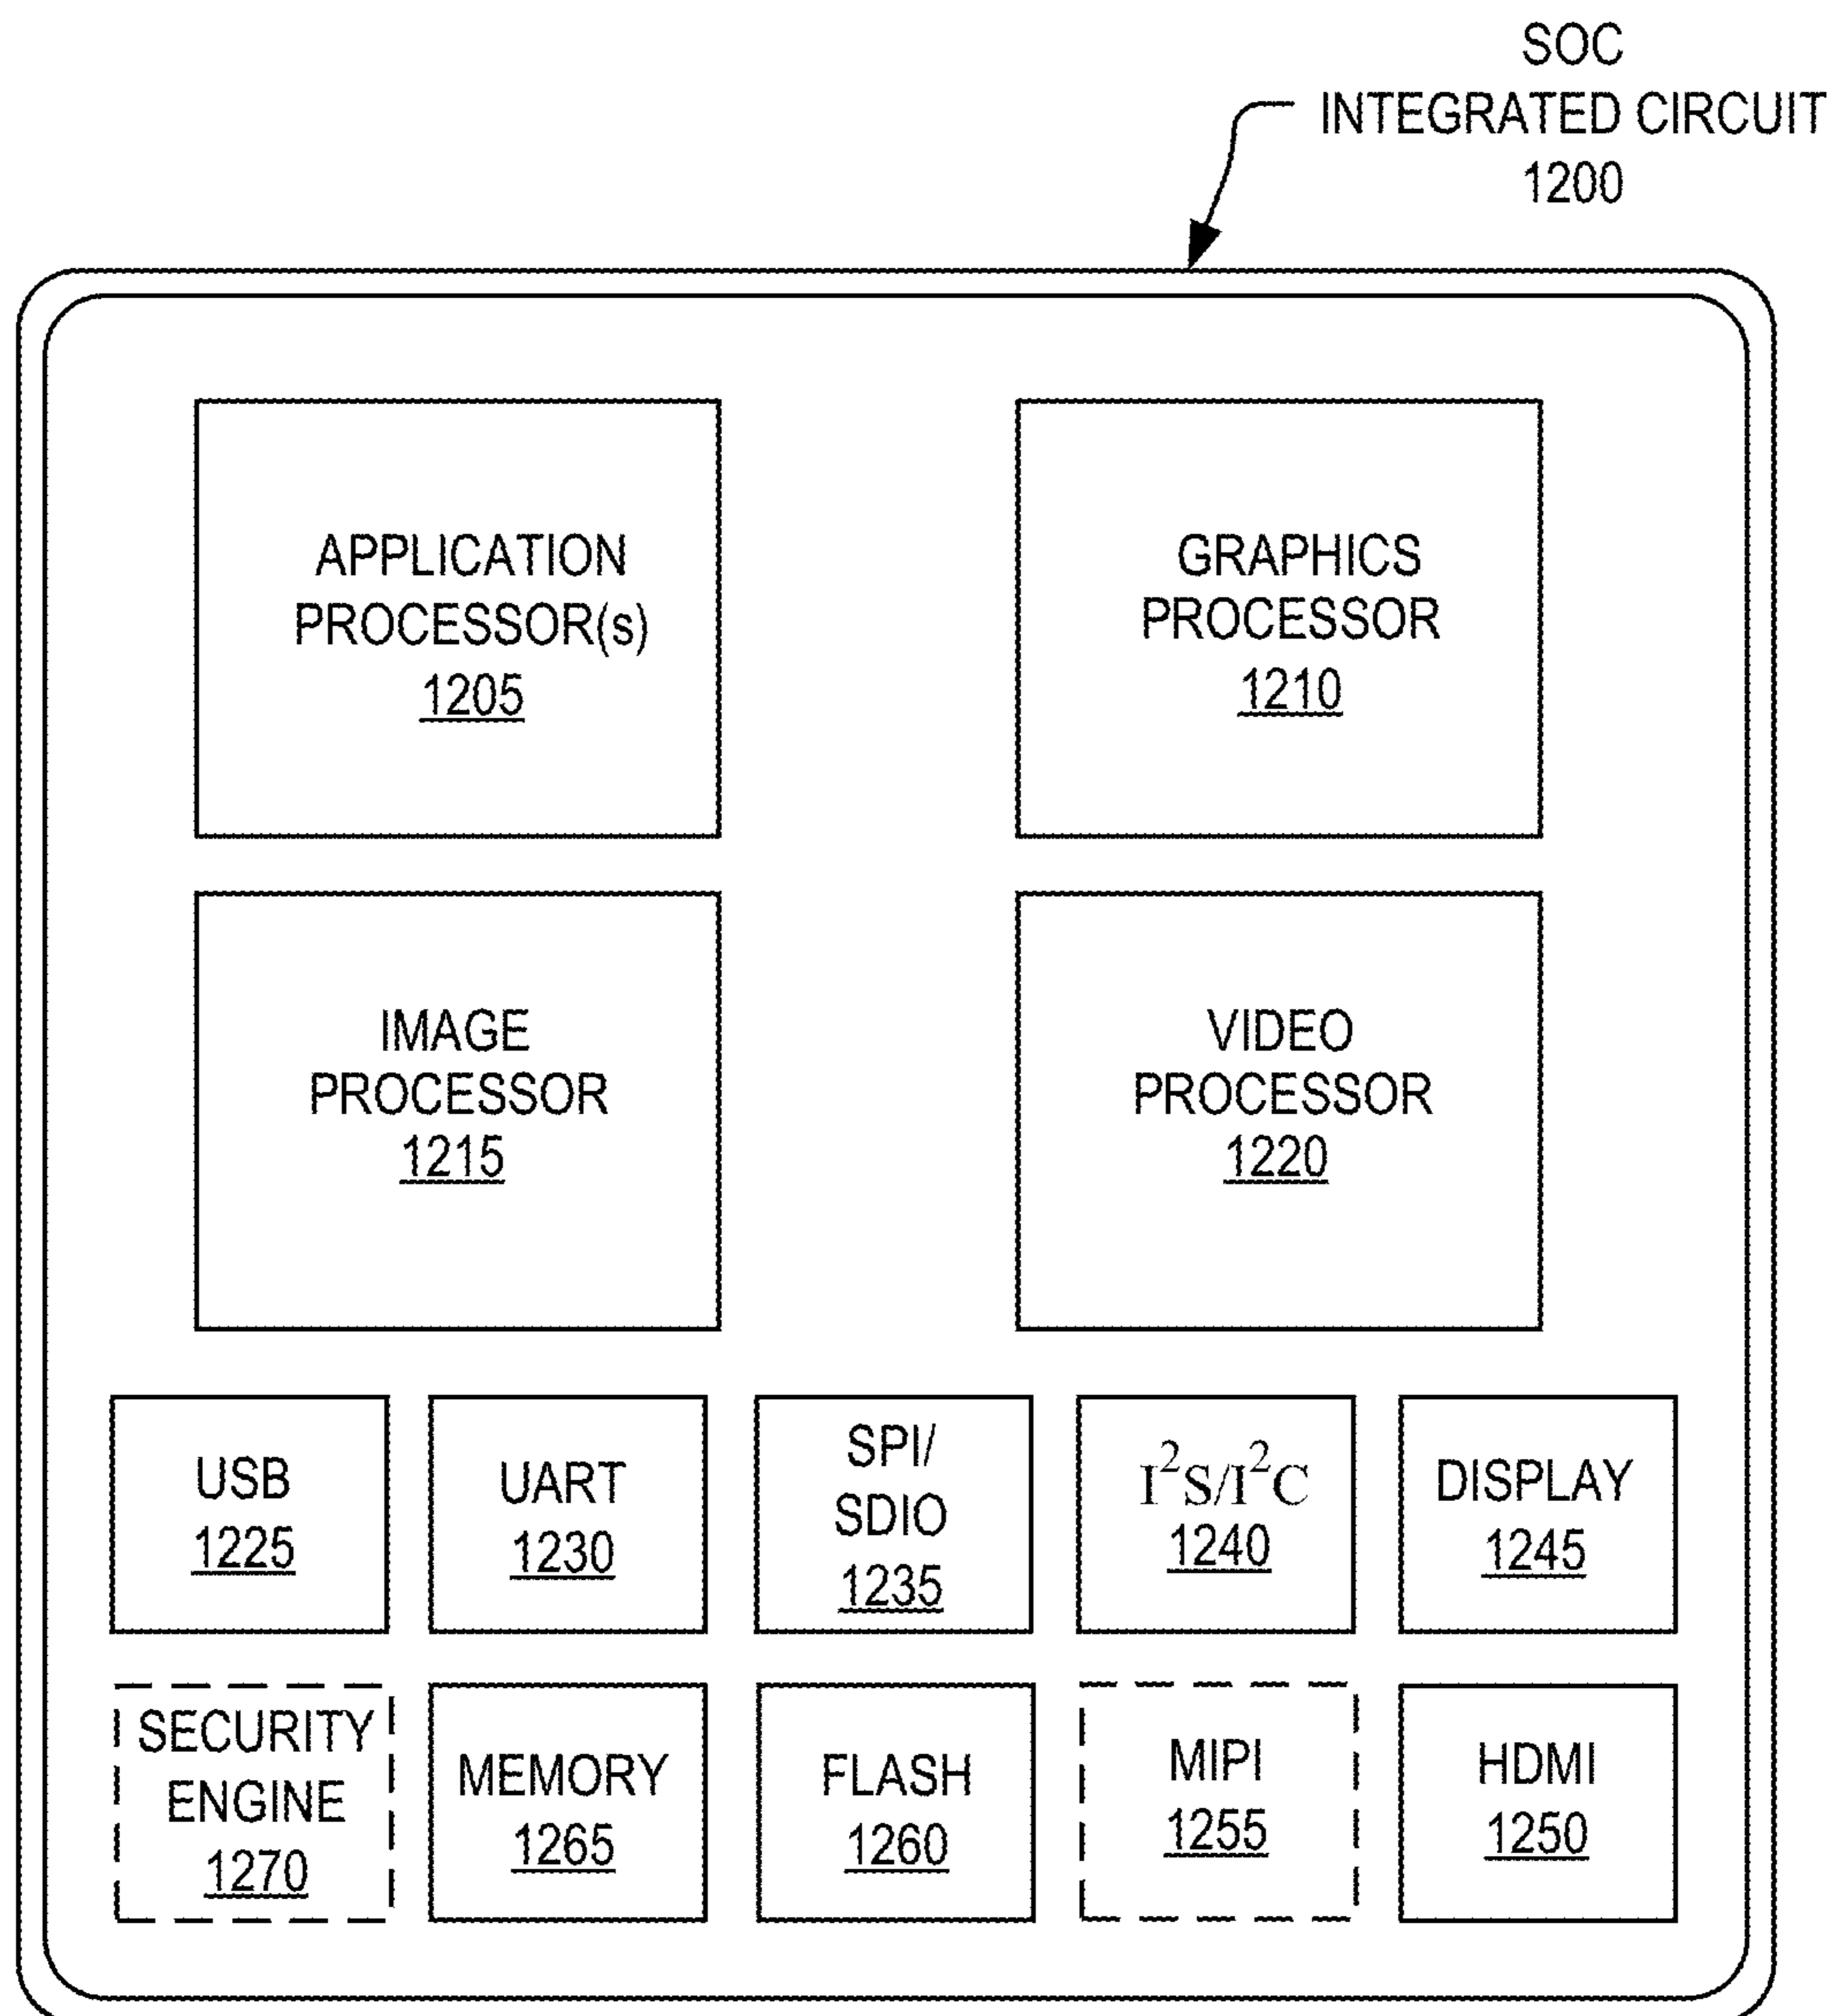 SOC
INTEGRATED CIRCUIT
1200
APPLICATION
PROCESSOR(s)
1205
GRAPHICS
PROCESSOR
1210
IMAGE
PROCESSOR
1215
VIDEO
PROCESSOR
1220
USB
1225
UART
1230
SPI/
SDIO
1235
I²S/I²C
1240
DISPLAY
1245
SECURITY
ENGINE
1270
MEMORY
1265
FLASH
1260
MIPI
1255
HDMI
1250